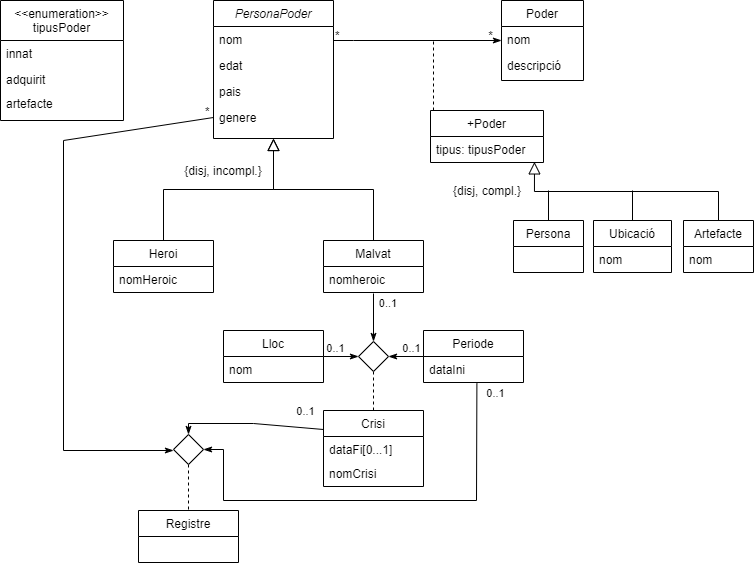 <<enumeration>>
tipusPoder
innat
adquirit
artefacte
PersonaPoder
nom
edat
pais
genere
*
*
*
Poder
nom
descripció
+Poder
tipus: tipusPoder
{disj, incompl.}
{disj, compl.}
Persona
Ubicació
nom
Artefacte
nom
Heroi
nomHeroic
Malvat
nomheroic
0..1
Lloc
nom
0..1
0..1
Periode
dataIni
0..1
0..1
Crisi
dataFi[0...1]
nomCrisi
Registre